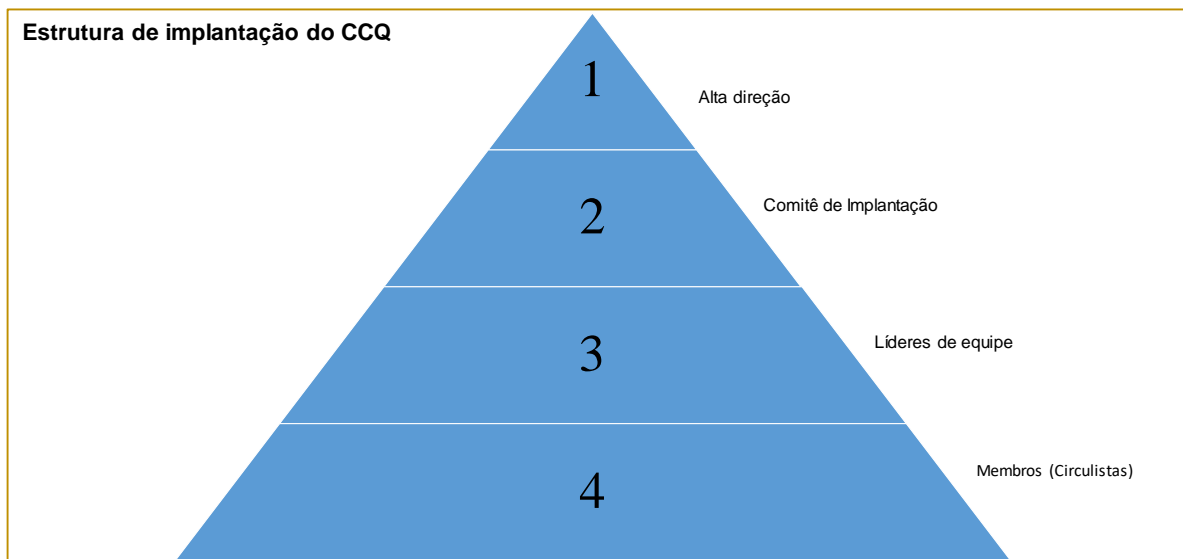 Estrutura de implantação do CCQ
1
Alta direção
2
Comitê de Implantação
3
Líderes de equipe
4
Membros (Circulistas)